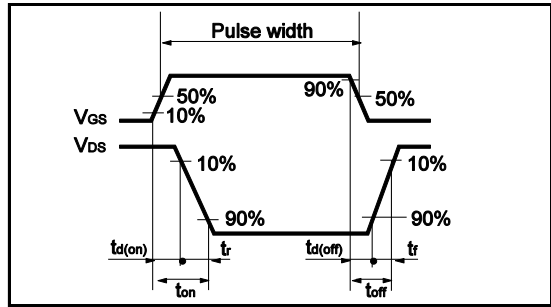 Pulse width
90%
50%
50%
10%
VGS
VDS
10%
10%
90%
90%
td(on)
tr
td(off)
tf
ton
toff